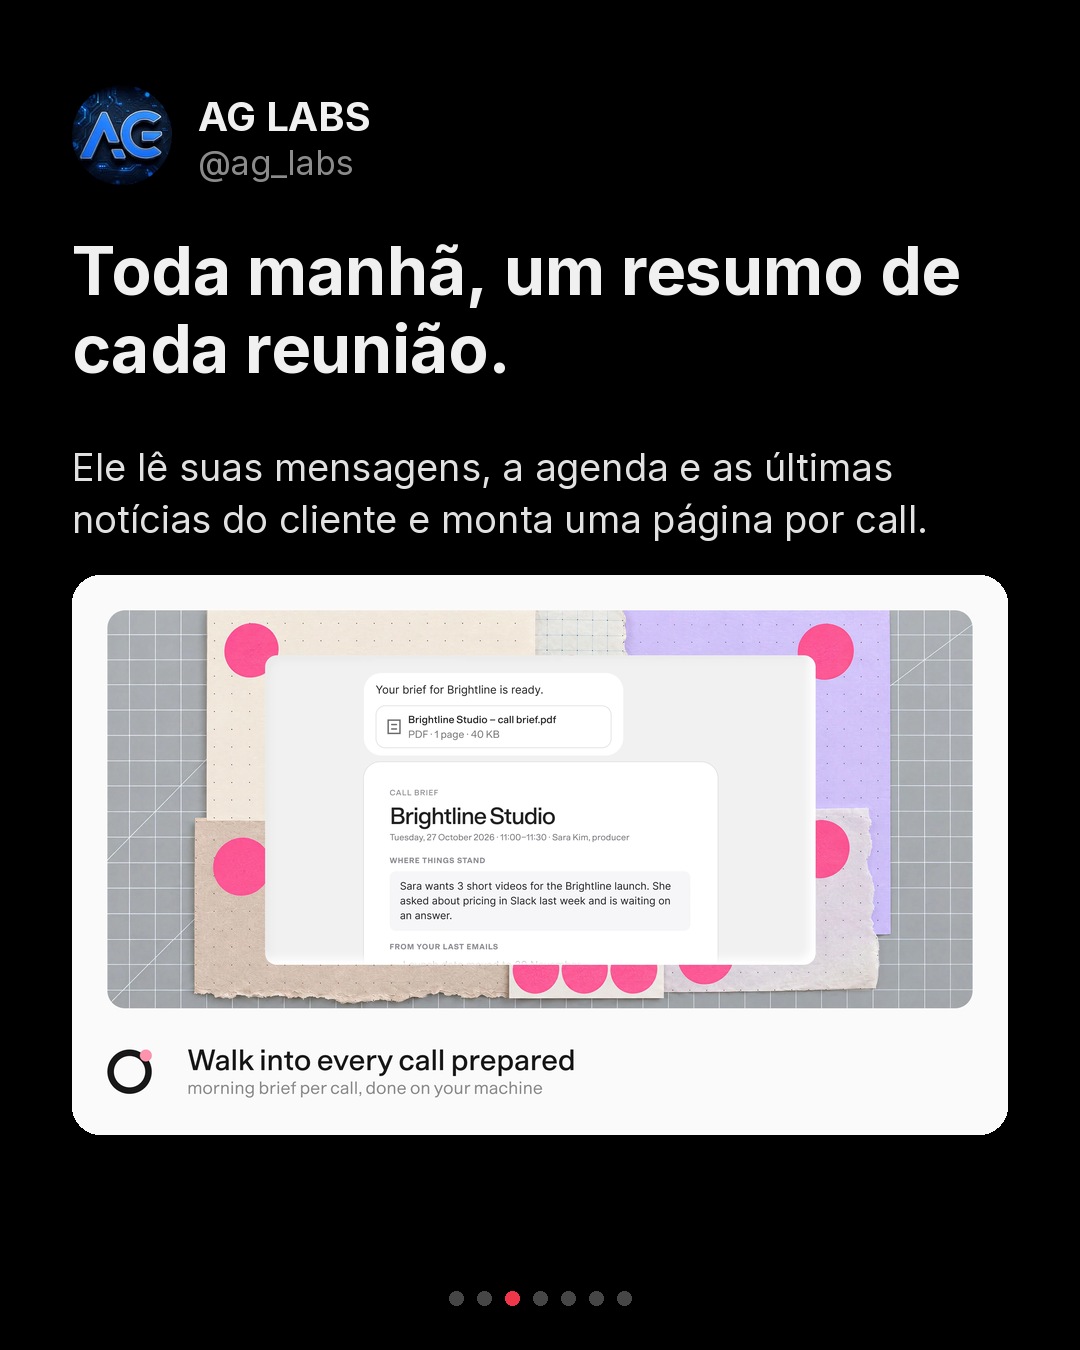 AG
AG LABS
@ag_labs
Toda manhã, um resumo de
cada reunião.
Ele lê suas mensagens, a agenda e as últimas
notícias do cliente e monta uma página por call.
Your brief for Brightline is ready.
Brightline Studio – call brief.pdf
PDF · 1 page · 40 KB
CALL BRIEF
Brightline Studio
Tuesday, 27 October 2026 · 11:00–11:30 · Sara Kim, producer
WHERE THINGS STAND
Sara wants 3 short videos for the Brightline launch. She
asked about pricing in Slack last week and is waiting on
an answer.
FROM YOUR LAST EMAILS
Walk into every call prepared
morning brief per call, done on your machine